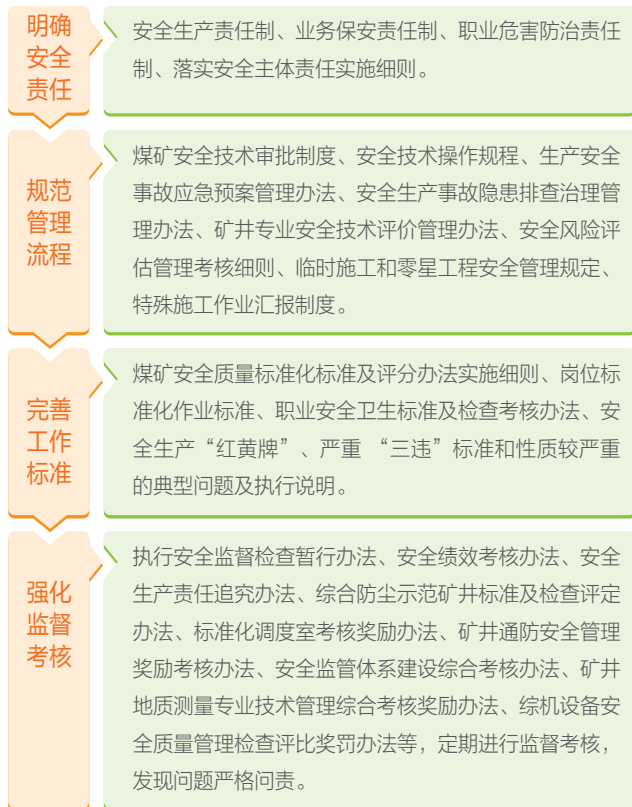 明确
安全
责任
安全生产责任制、业务保安责任制、职业危害防治责任
制、落实安全主体责任实施细则。
规范
管理
流程
煤矿安全技术审批制度、安全技术操作规程、生产安全
事故应急预案管理办法、安全生产事故隐患排查治理管
理办法、矿井专业安全技术评价管理办法、安全风险评
估管理考核细则、临时施工和零星工程安全管理规定、
特殊施工作业汇报制度。
完善
工作
标准
煤矿安全质量标准化标准及评分办法实施细则、岗位标
准化作业标准、职业安全卫生标准及检查考核办法、安
全生产“红黄牌”、严重 “三违”标准和性质较严重
的典型问题及执行说明。
强化
监督
考核
执行安全监督检查暂行办法、安全绩效考核办法、安全
生产责任追究办法、综合防尘示范矿井标准及检查评定
办法、标准化调度室考核奖励办法、矿井通防安全管理
奖励考核办法、安全监管体系建设综合考核办法、矿井
地质测量专业技术管理综合考核奖励办法、综机设备安
全质量管理检查评比奖罚办法等，定期进行监督考核，
发现问题严格问责。